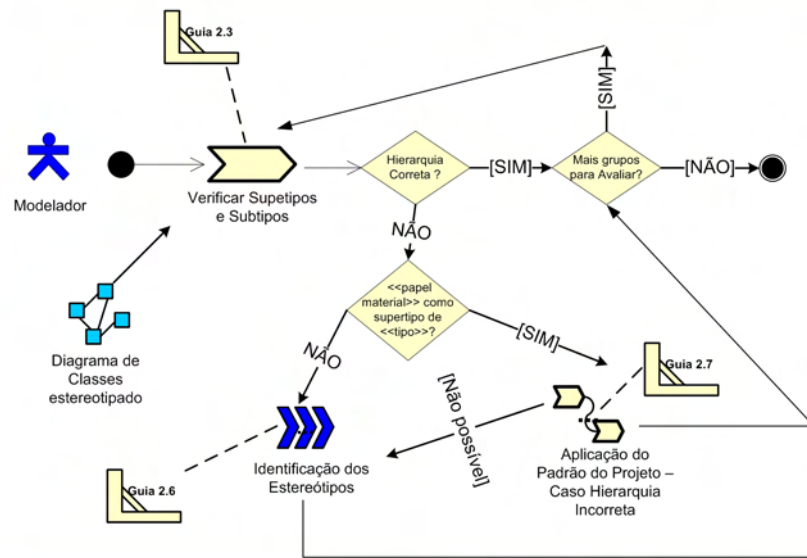 Guia 2.3
[SIM]
Modelador
Verificar Supetipos
e Subtipos
Hierarquia
Correta ?
[SIM]
Mais grupos
para Avaliar?
[NÃO]
NÃO
<<papel
material>> como
supertipo de
<<tipo>>?
[SIM]
NÃO
Diagrama de
Classes
estereotipado
Guia 2.7
[Não possível]
Aplicação do
Padrão do Projeto –
Caso Hierarquia
Incorreta
Identificação dos
Estereótipos
Guia 2.6